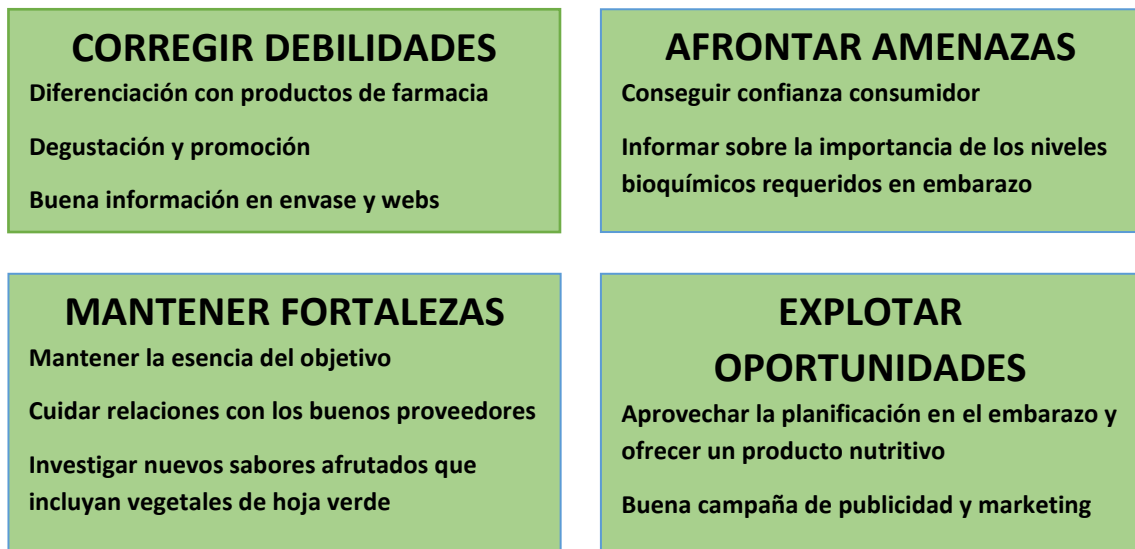 CORREGIR DEBILIDADES
Diferenciación con productos de farmacia
Degustación y promoción
Buena información en envase y webs
AFRONTAR AMENAZAS
Conseguir confianza consumidor
Informar sobre la importancia de los niveles
bioquímicos requeridos en embarazo
MANTENER FORTALEZAS
Mantener la esencia del objetivo
Cuidar relaciones con los buenos proveedores
Investigar nuevos sabores afrutados que
incluyan vegetales de hoja verde
EXPLOTAR
OPORTUNIDADES
Aprovechar la planificación en el embarazo y
ofrecer un producto nutritivo
Buena campaña de publicidad y marketing